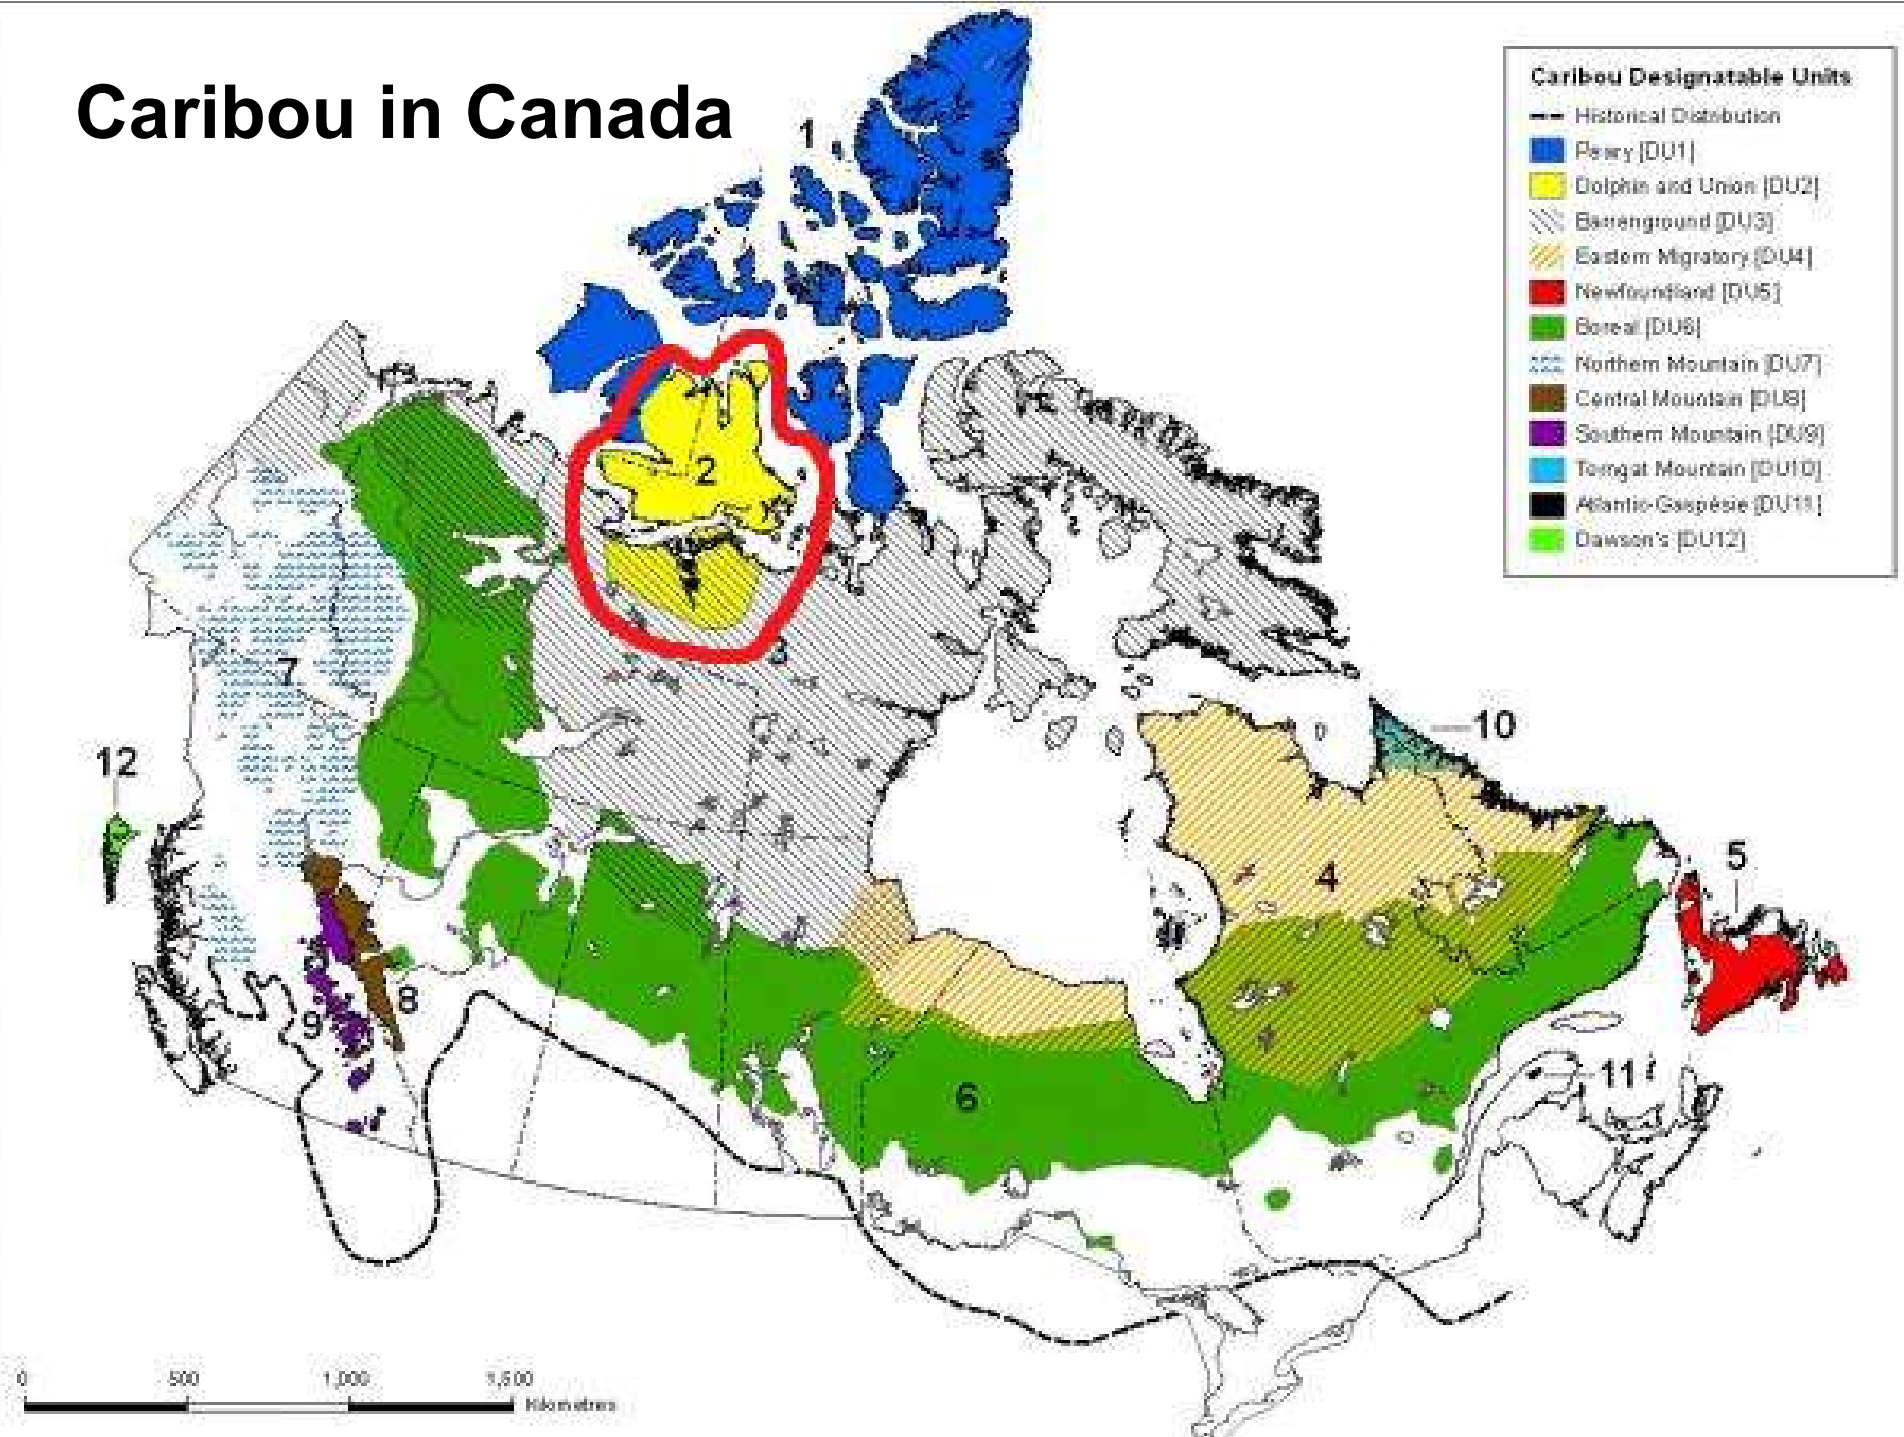 Caribou in Canada
Caribou Designatable Units
Historical Distribution
Peary [DU1]
Dolphin and Union [DU2]
Barrenground [DU3]
Eastern Migratory [DU4]
Newfoundland [DU5]
Boreal [DU6]
Northern Mountain [DU7]
Central Mountain [DU8]
Southern Mountain [DU9]
Torngat Mountain [DU10]
Atlantic-Gaspésie [DU11]
Dawson's [DU12]
1
2
3
7
10
12
4
5
8
9
11
6
0 500 1,000 1,500
Kilometres